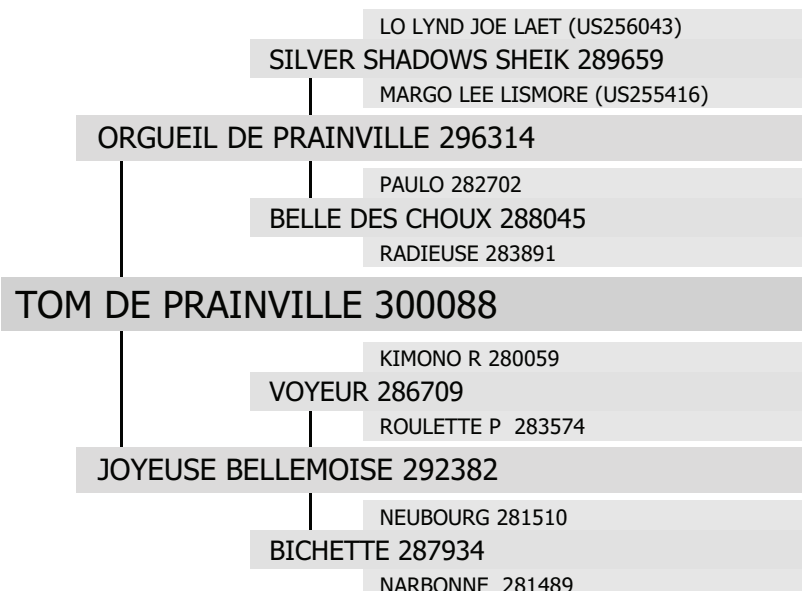 LO LYND JOE LAET (US256043)
SILVER SHADOWS SHEIK 289659
MARGO LEE LISMORE (US255416)
ORGUEIL DE PRAINVILLE 296314
PAULO 282702
BELLE DES CHOUX 288045
RADIEUSE 283891
TOM DE PRAINVILLE 300088
KIMONO R 280059
VOYEUR 286709
ROULETTE P  283574
JOYEUSE BELLEMOISE 292382
NEUBOURG 281510
BICHETTE 287934
NARBONNE  281489